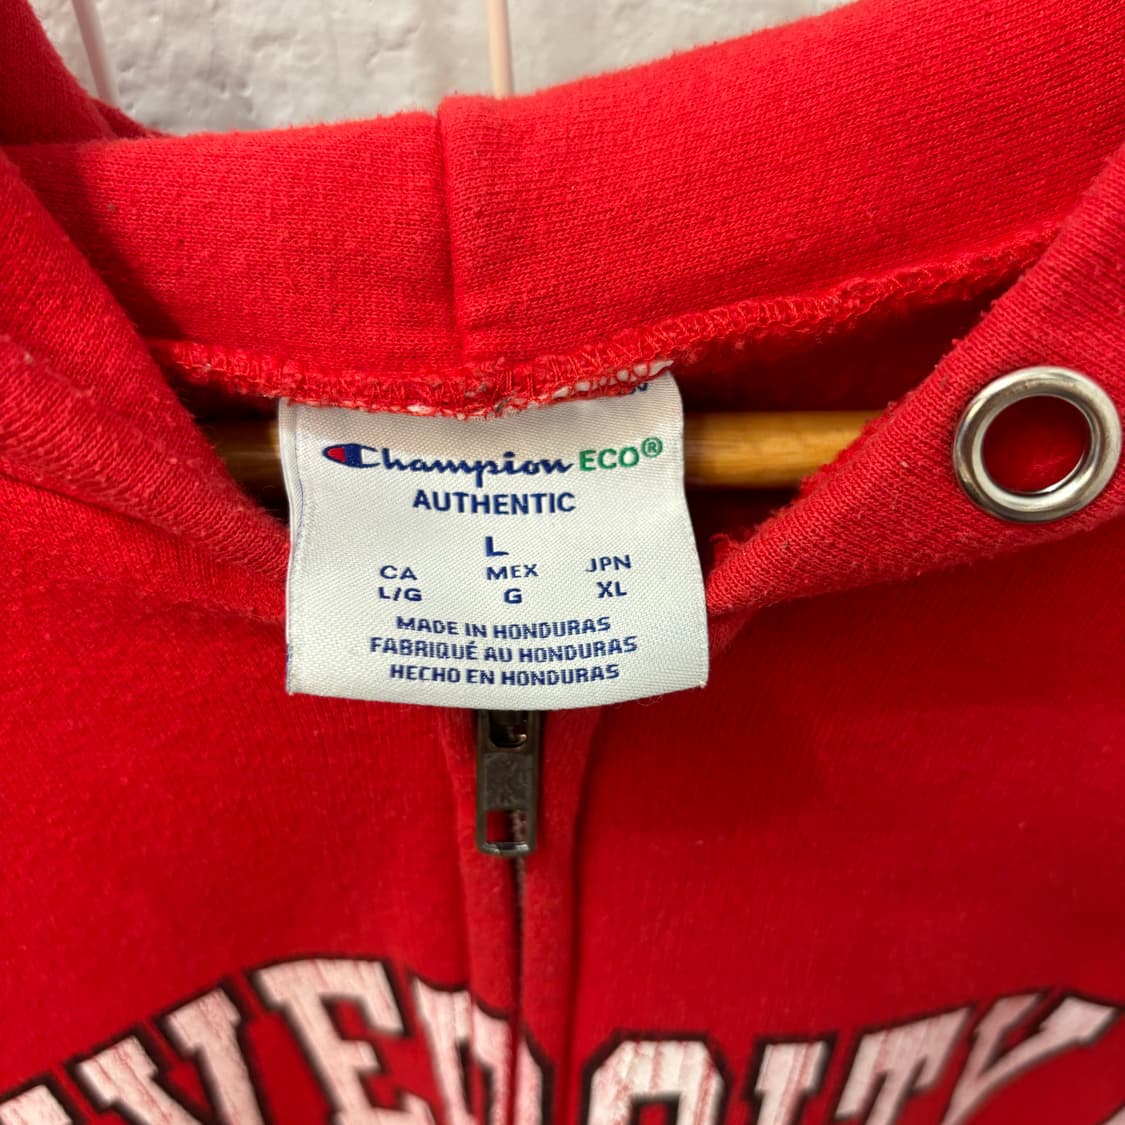 Champion ECO®
AUTHENTIC
L
CA MEX JPN
L/G G XL
MADE IN HONDURAS
FABRIQUÉ AU HONDURAS
HECHO EN HONDURAS